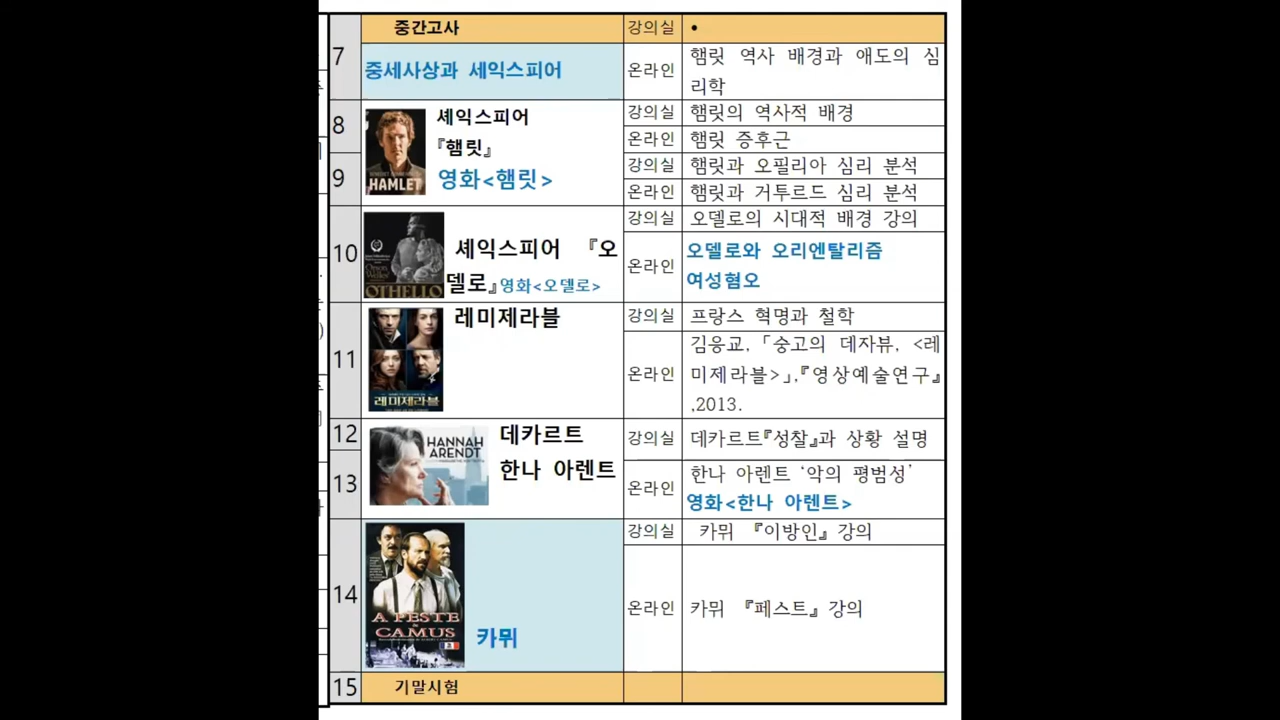 7
중간고사
강의실
•
중세사상과 세익스피어
온라인
햄릿 역사 배경과 애도의 심
리학
8
HAMLET
셰익스피어
『햄릿』
영화<햄릿>
강의실
햄릿의 역사적 배경
온라인
햄릿 증후근
9
강의실
햄릿과 오필리아 심리 분석
온라인
햄릿과 거투르드 심리 분석
10
OTHELLO
셰익스피어 『오
델로』영화<오델로>
강의실
오델로의 시대적 배경 강의
온라인
오델로와 오리엔탈리즘
여성혐오
11
레미제라블
레미제라블
강의실
프랑스 혁명과 철학
온라인
김응교, 「숭고의 데자뷰, <레
미제라블>」,『영상예술연구』
,2013.
12
13
HANNAH
ARENDT
데카르트
한나 아렌트
강의실
데카르트『성찰』과 상황 설명
온라인
한나 아렌트 ‘악의 평범성’
영화<한나 아렌트>
14
A PESTE
CAMUS
카뮈
강의실
카뮈 『이방인』 강의
온라인
카뮈 『페스트』 강의
15
기말시험